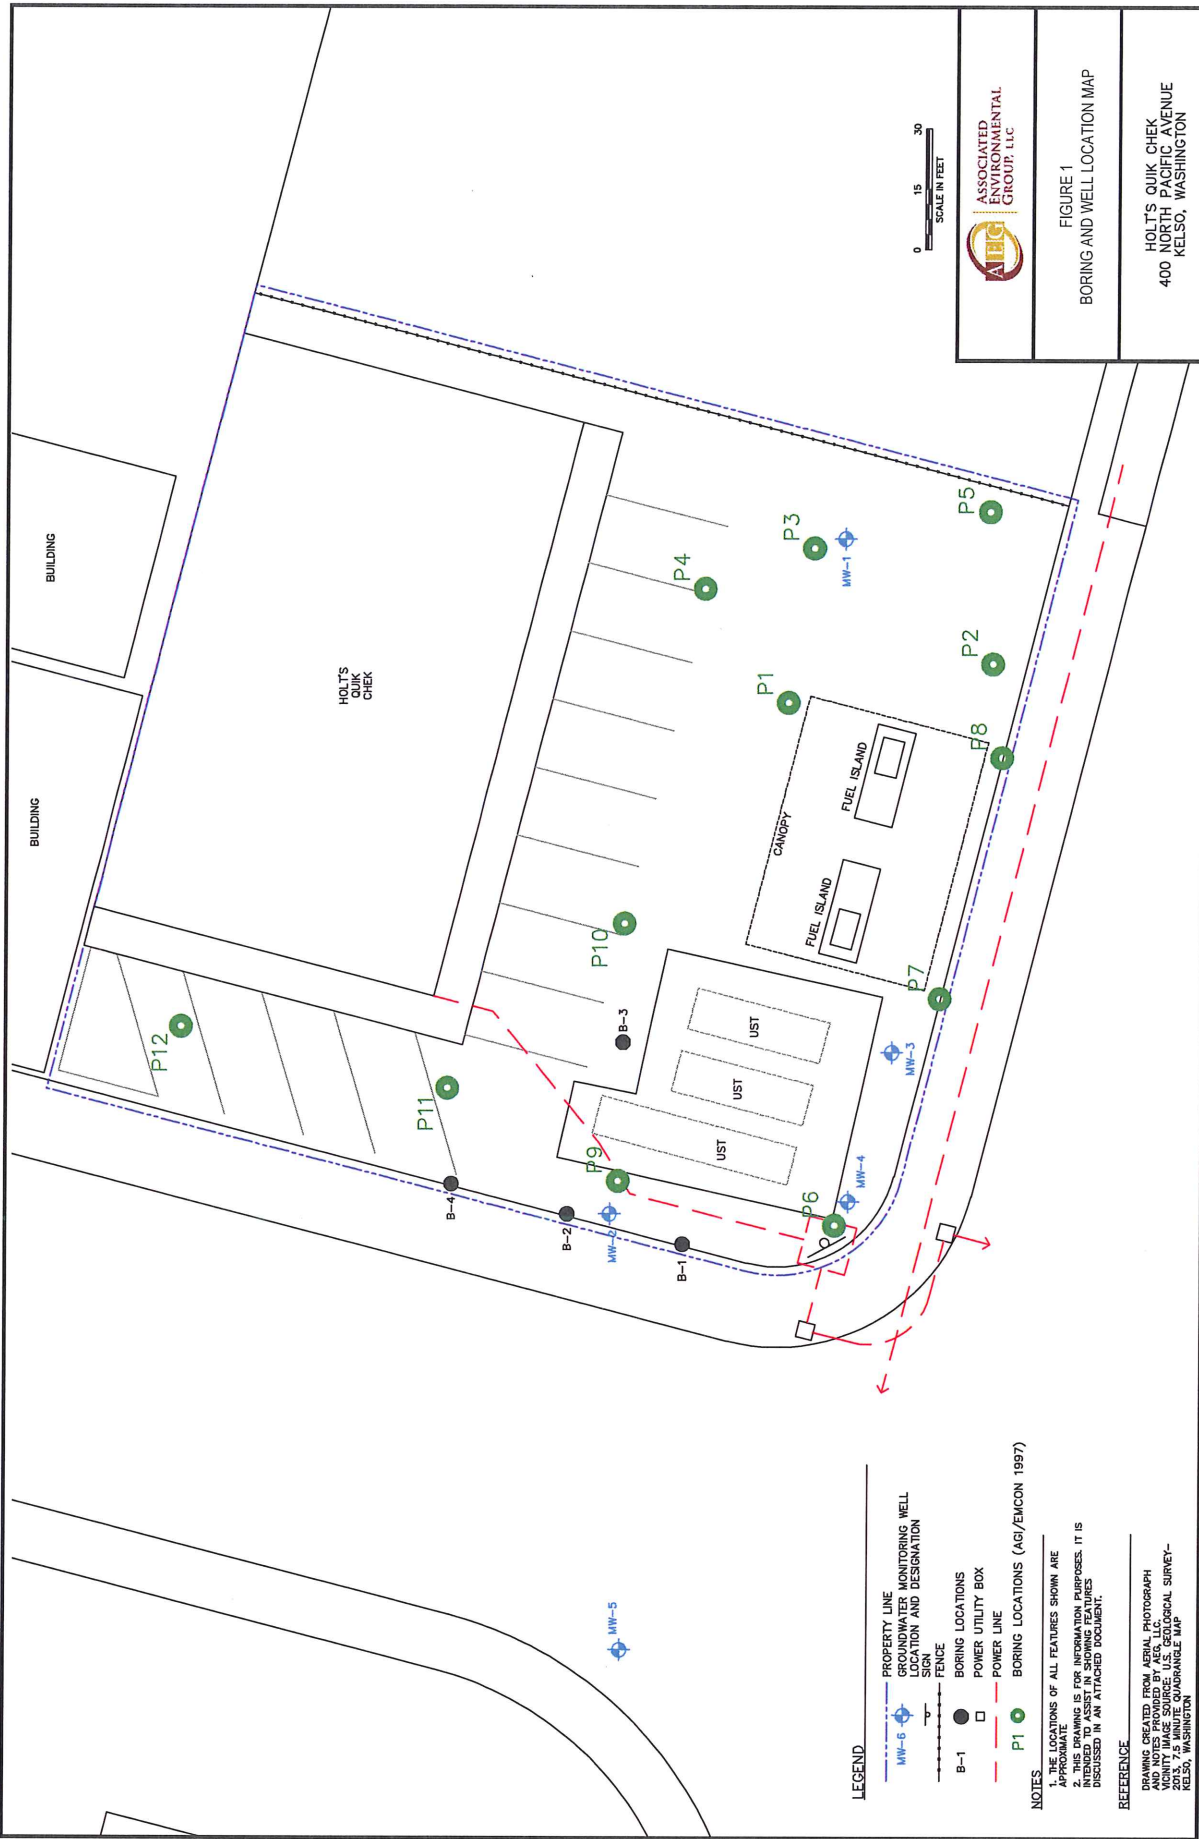 BUILDING
BUILDING
HOLT'S
QUIK
CHEK
P12
P11
P10
P4
P3
MW-1
P5
P2
P1
P8
CANOPY
FUEL ISLAND
FUEL ISLAND
P7
B-3
UST
UST
UST
MW-3
P9
MW-4
P6
B-4
B-2
MW-2
B-1
MW-5
0 15 30
SCALE IN FEET
LEGEND
PROPERTY LINE
MW-6
GROUNDWATER MONITORING WELL
LOCATION AND DESIGNATION
SIGN
FENCE
B-1
BORING LOCATIONS
POWER UTILITY BOX
POWER LINE
P1
BORING LOCATIONS (AGI/EMCON 1997)
NOTES
1. THE LOCATIONS OF ALL FEATURES SHOWN ARE
APPROXIMATE
2. THIS DRAWING IS FOR INFORMATION PURPOSES. IT IS
INTENDED TO ASSIST IN SHOWING FEATURES
DISCUSSED IN AN ATTACHED DOCUMENT.
REFERENCE
DRAWING CREATED FROM AERIAL PHOTOGRAPH
AND NOTES PROVIDED BY AEG, LLC.
VICINITY IMAGE SOURCE: U.S. GEOLOGICAL SURVEY-
2013, 7.5 MINUTE QUADRANGLE MAP
KELSO, WASHINGTON
AEG
ASSOCIATED
ENVIRONMENTAL
GROUP, LLC
FIGURE 1
BORING AND WELL LOCATION MAP
HOLT'S QUIK CHEK
400 NORTH PACIFIC AVENUE
KELSO, WASHINGTON